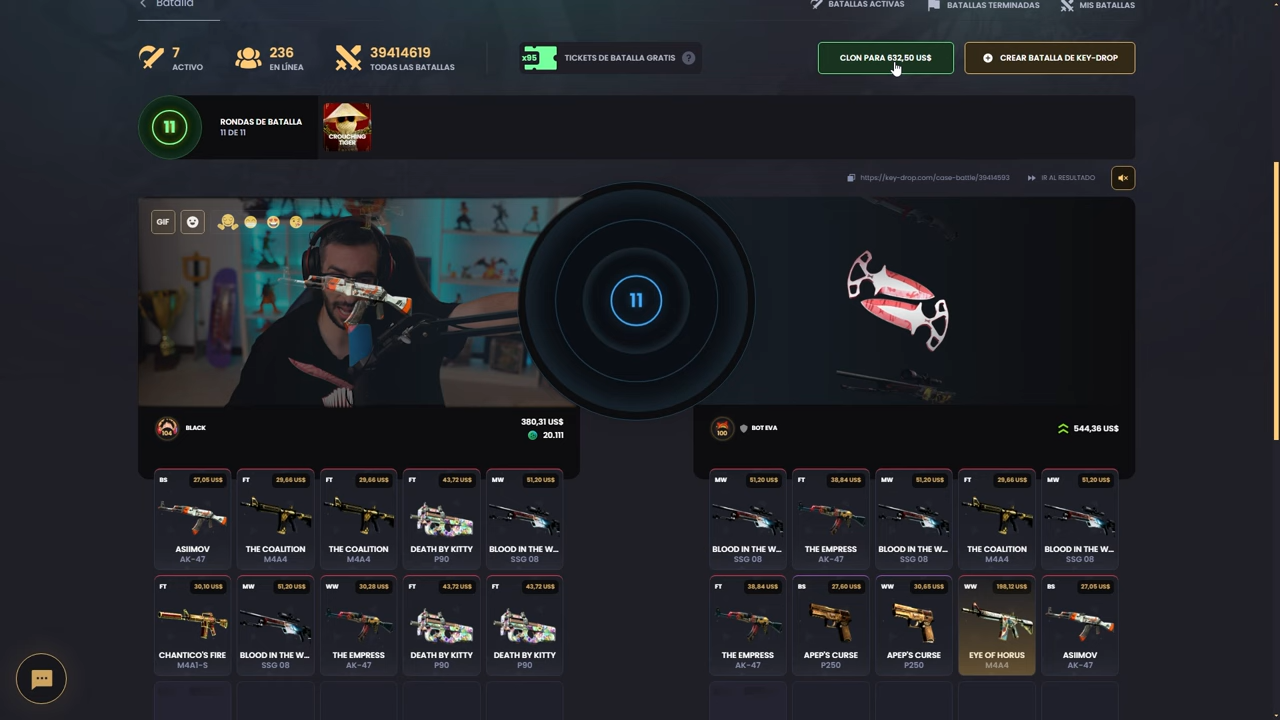 Batalla
BATALLAS ACTIVAS
BATALLAS TERMINADAS
MIS BATALLAS
7
ACTIVO
236
EN LÍNEA
39414619
TODAS LAS BATALLAS
x95
TICKETS DE BATALLA GRATIS
?
CLON PARA 632,50 US$
CREAR BATALLA DE KEY-DROP
11
RONDAS DE BATALLA
11 DE 11
CROUCHING
TIGER
https://key-drop.com/case-battle/39414593
IR AL RESULTADO
GIF
11
104
BLACK
380,31 US$
20.111
100
BOT EVA
544,36 US$
BS
27,05 US$
FT
29,66 US$
FT
29,66 US$
FT
43,72 US$
MW
51,20 US$
ASIIMOV
THE COALITION
THE COALITION
DEATH BY KITTY
BLOOD IN THE W...
AK-47
M4A4
M4A4
P90
SSG 08
MW
51,20 US$
FT
38,84 US$
MW
51,20 US$
FT
29,66 US$
MW
51,20 US$
BLOOD IN THE W...
THE EMPRESS
BLOOD IN THE W...
THE COALITION
BLOOD IN THE W...
SSG 08
AK-47
SSG 08
M4A4
SSG 08
FT
30,10 US$
MW
51,20 US$
WW
30,28 US$
FT
43,72 US$
FT
43,72 US$
CHANTICO'S FIRE
BLOOD IN THE W...
THE EMPRESS
DEATH BY KITTY
DEATH BY KITTY
M4A1-S
SSG 08
AK-47
P90
P90
FT
38,84 US$
BS
27,60 US$
WW
30,65 US$
WW
198,12 US$
BS
27,05 US$
THE EMPRESS
APEP'S CURSE
APEP'S CURSE
EYE OF HORUS
ASIIMOV
AK-47
P250
P250
M4A4
AK-47